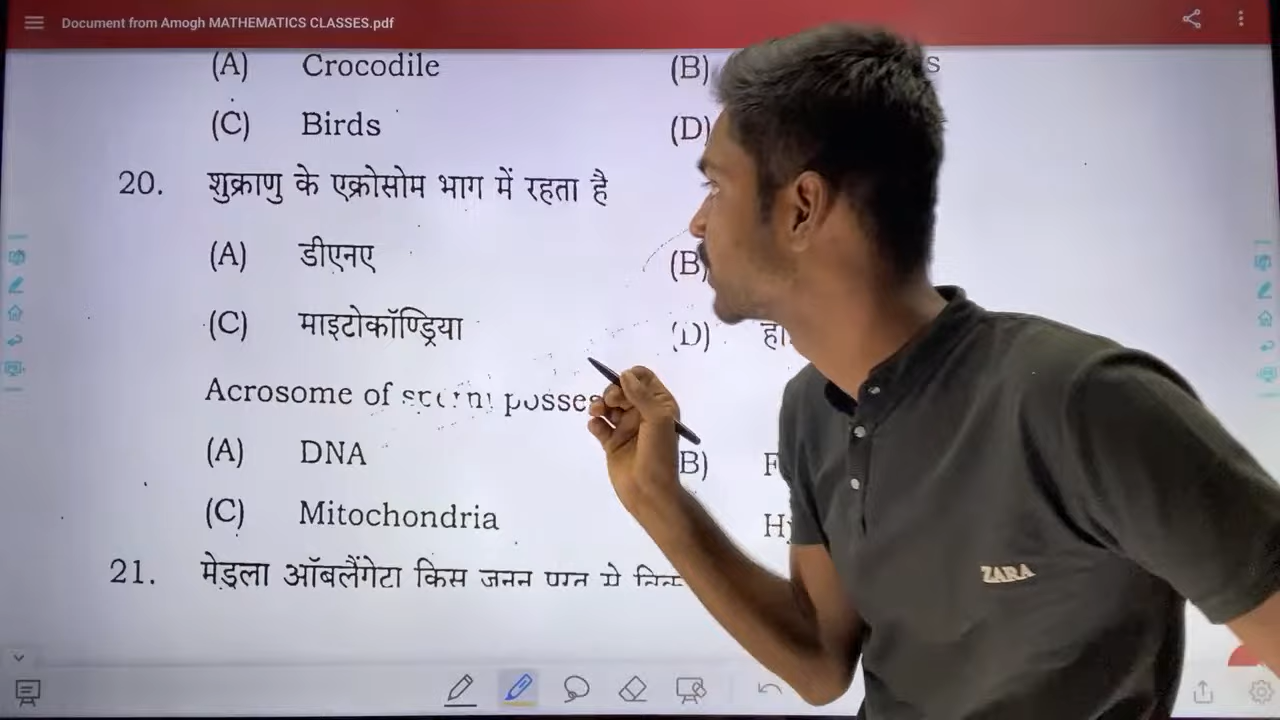 Document from Amogh MATHEMATICS CLASSES.pdf
(A) Crocodile (B) s
(C) Birds (D)
20. शुक्राणु के एक्रोसोम भाग में रहता है
(A) डीएनए (B)
(C) माइटोकॉण्ड्रिया (D)
Acrosome of
(A) DNA B) F
(C) Mitochondria
21. मेडुला ऑबलैंगेटा किस जनन
ZARA